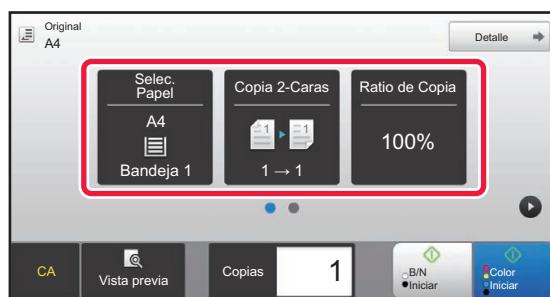 Original
A4
Detalle
Selec.
Papel
A4
Bandeja 1
Copia 2-Caras
1
1
1 → 1
Ratio de Copia
100%
CA
Vista previa
Copias
1
B/N
Iniciar
Color
Iniciar